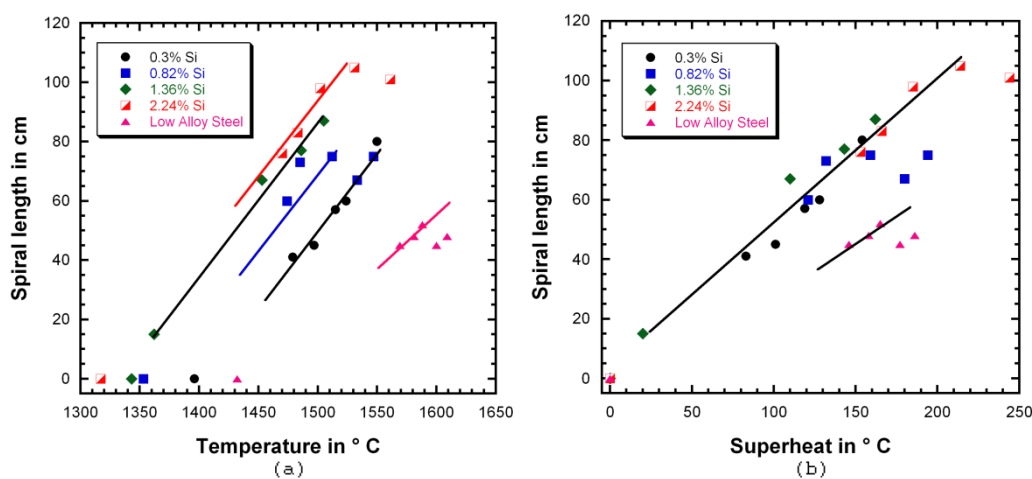 120
100
80
60
40
20
0
Spiral length in cm
0.3% Si
0.82% Si
1.36% Si
2.24% Si
Low Alloy Steel
1300 1350 1400 1450 1500 1550 1600 1650
Temperature in ° C
(a)
120
100
80
60
40
20
0
Spiral length in cm
0.3% Si
0.82% Si
1.36% Si
2.24% Si
Low Alloy Steel
0 50 100 150 200 250
Superheat in ° C
(b)